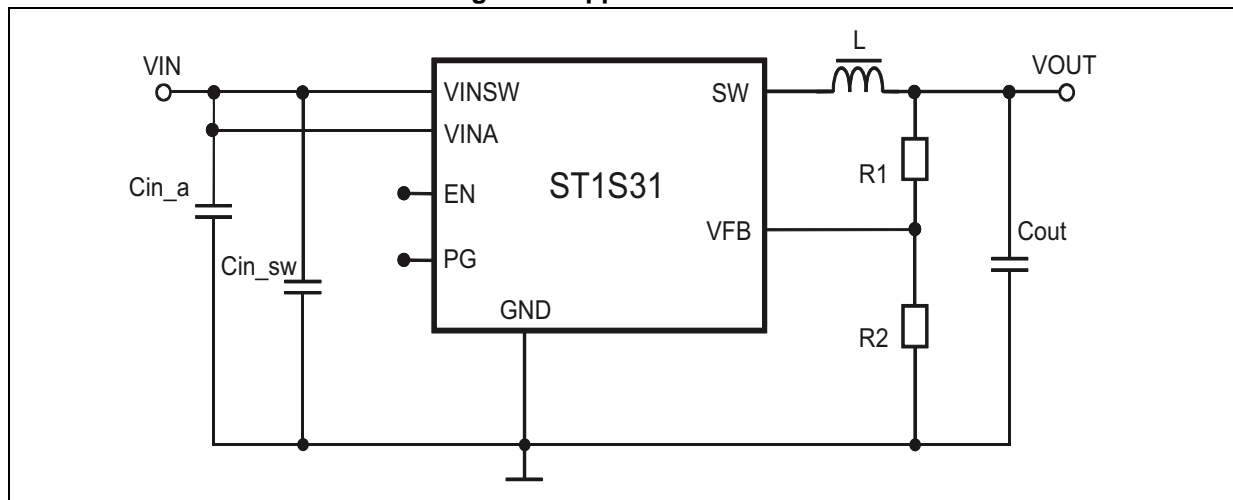 L
VIN
VOUT
VINSW
SW
VINA
Cin_a
EN
ST1S31
R1
VFB
Cout
PG
Cin_sw
GND
R2